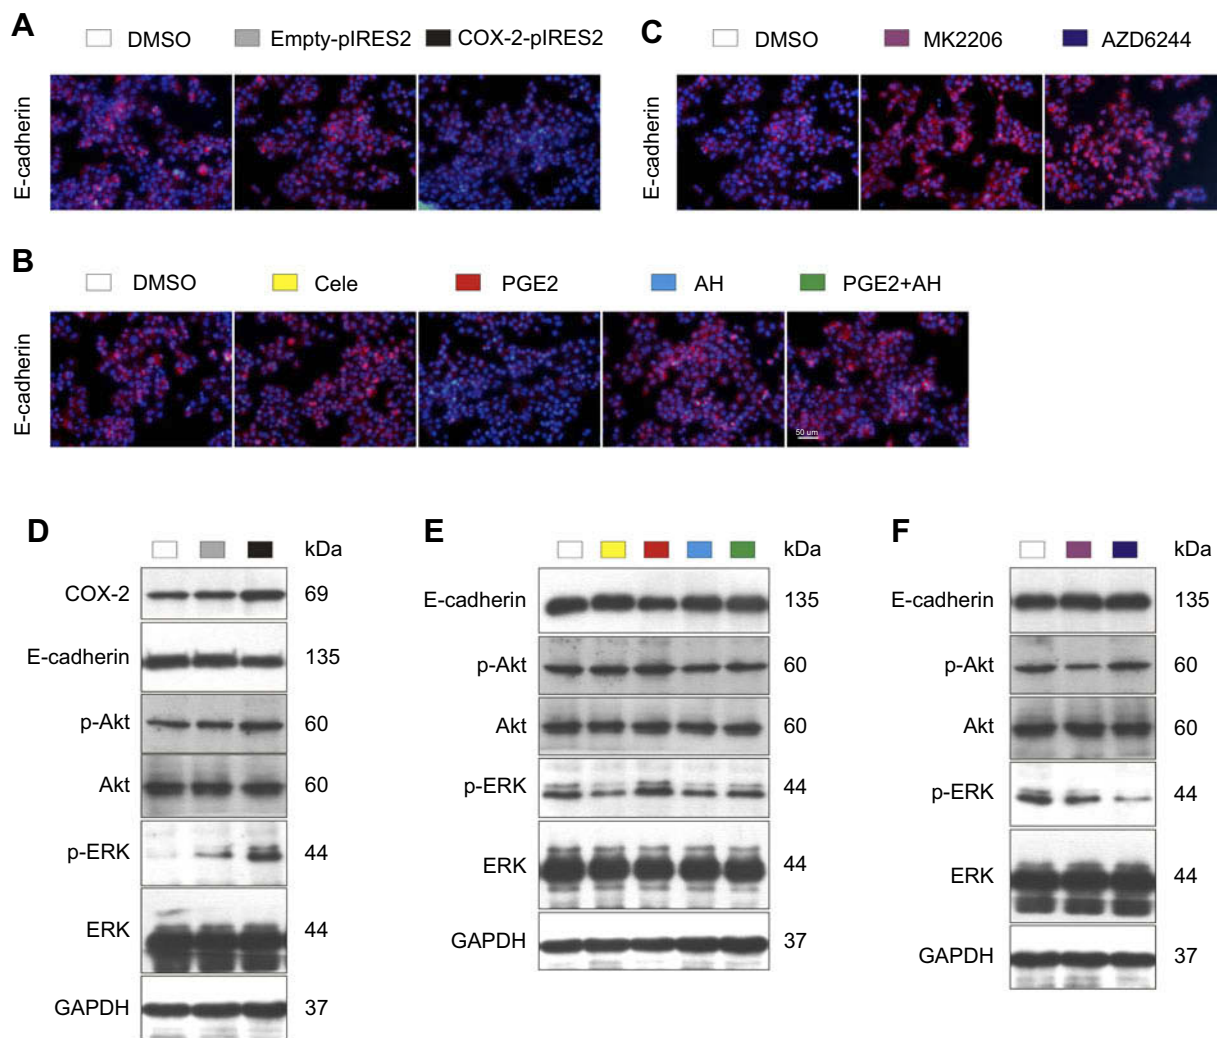 A
DMSO Empty-pIRES2 COX-2-pIRES2
E-cadherin
C
DMSO MK2206 AZD6244
E-cadherin
B
DMSO Cele PGE2 AH PGE2+AH
E-cadherin
50 um
D
kDa
COX-2 69
E-cadherin 135
p-Akt 60
Akt 60
p-ERK 44
ERK 44
GAPDH 37
E
kDa
E-cadherin 135
p-Akt 60
Akt 60
p-ERK 44
ERK 44
GAPDH 37
F
kDa
E-cadherin 135
p-Akt 60
Akt 60
p-ERK 44
ERK 44
GAPDH 37